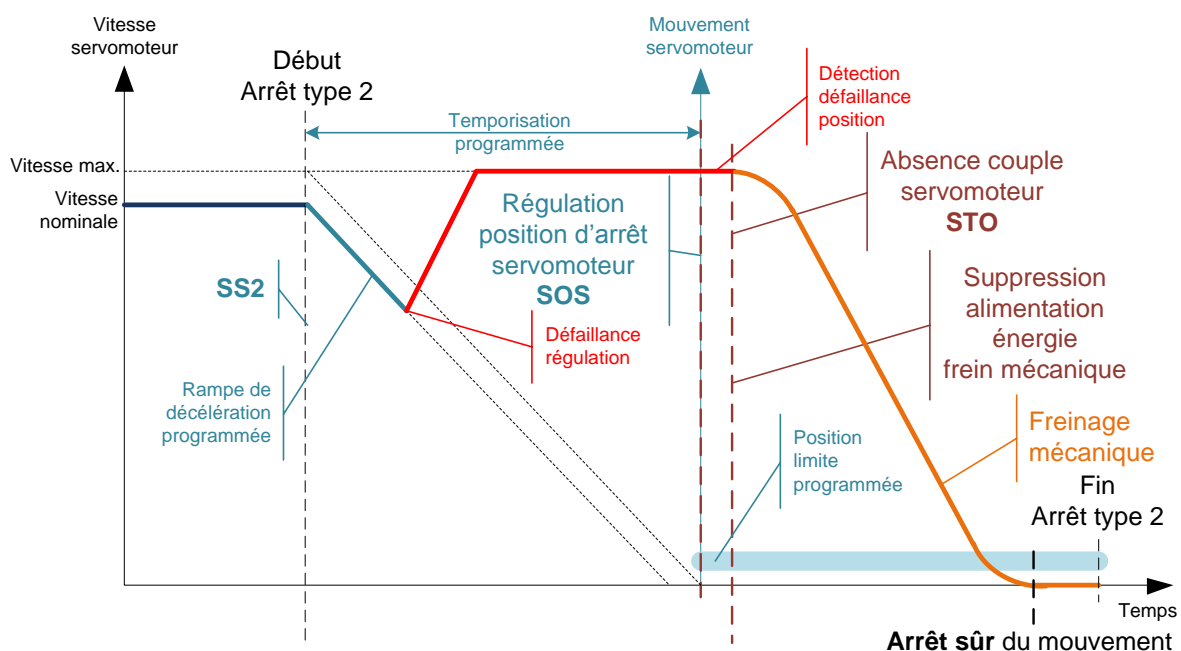 Vitesse
servomoteur
Mouvement
servomoteur
Début
Arrêt type 2
Détection
défaillance
position
Temporisation
programmée
Vitesse max.
Vitesse
nominale
Absence couple
servomoteur
STO
Régulation
position d'arrêt
servomoteur
SOS
SS2
Suppression
alimentation
énergie
frein mécanique
Défaillance
régulation
Rampe de
décélération
programmée
Position
limite
programmée
Freinage
mécanique
Fin
Arrêt type 2
Temps
Arrêt sûr du mouvement